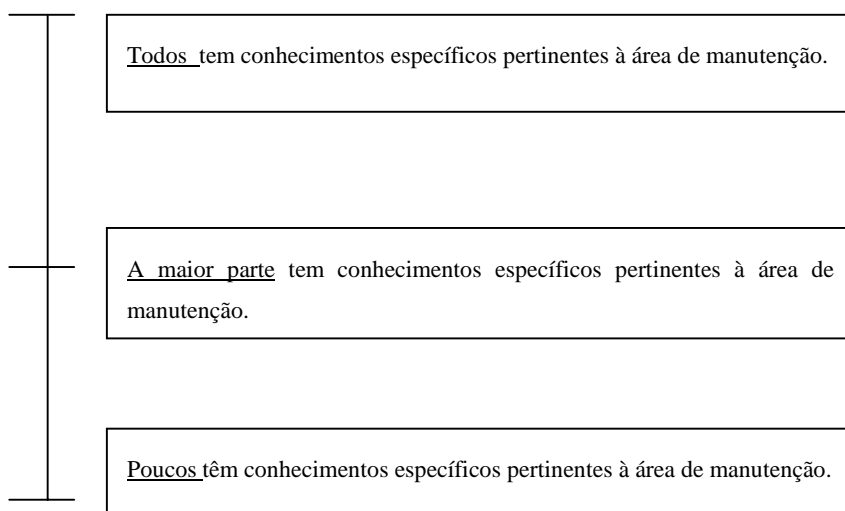 Todos tem conhecimentos específicos pertinentes à área de manutenção.
A maior parte tem conhecimentos específicos pertinentes à área de
manutenção.
Poucos têm conhecimentos específicos pertinentes à área de manutenção.